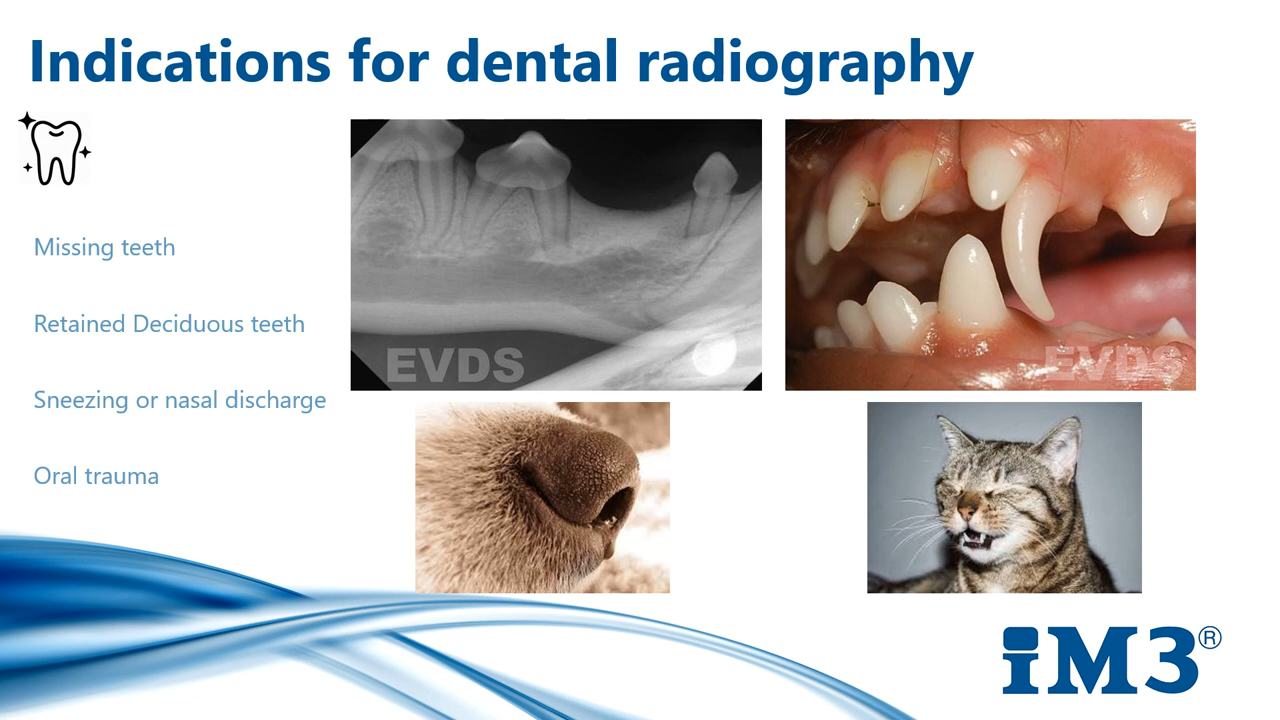 Indications for dental radiography
Missing teeth
Retained Deciduous teeth
Sneezing or nasal discharge
Oral trauma
EVDS
EVDS
iM3®